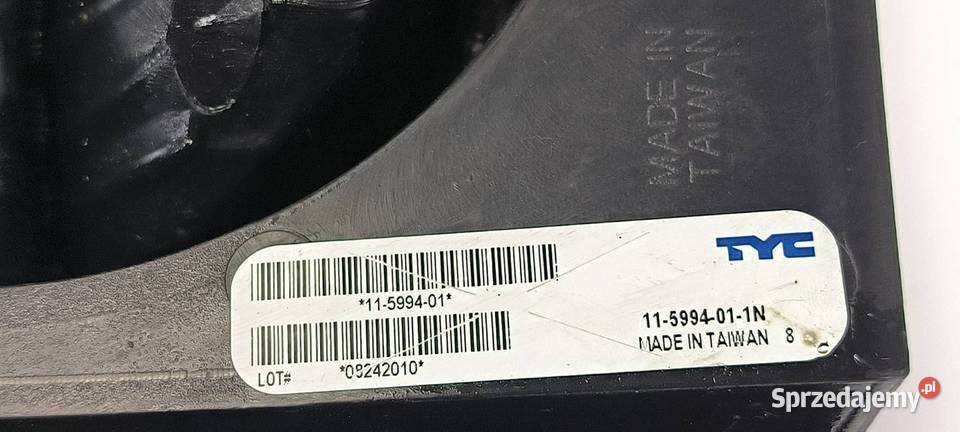 MADE IN
TAIWAN
TYC
*11-5994-01*
11-5994-01-1N
MADE IN TAIWAN 8
LOT# *08242010*
Sprzedajemy.pl